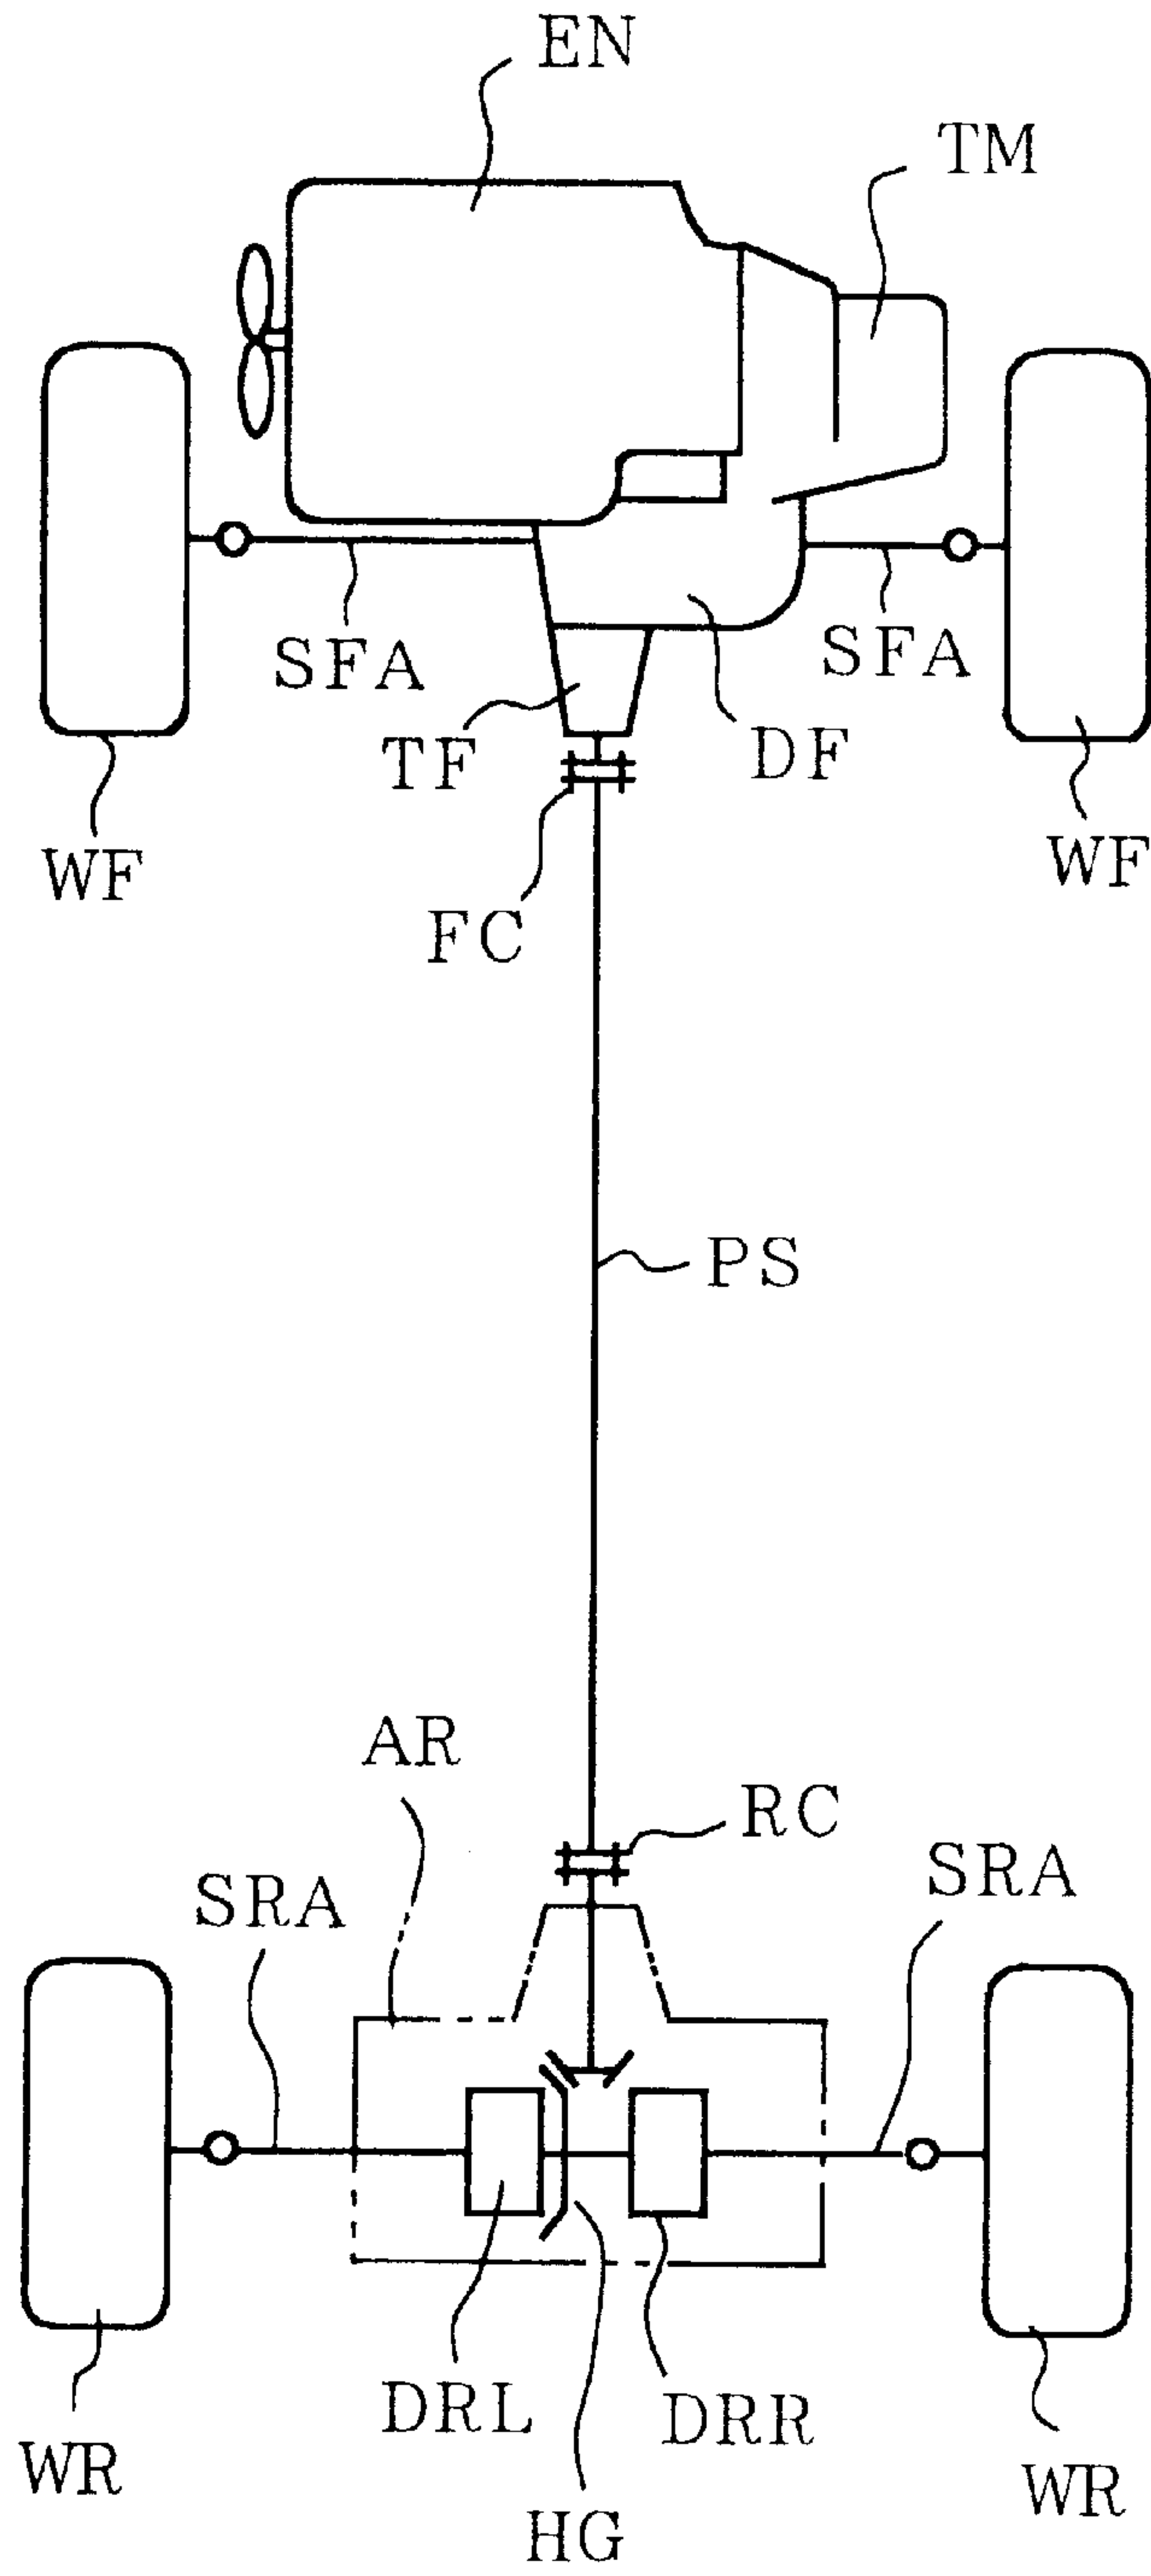 EN
TM
SFA
SFA
TF
DF
WF
WF
FC
PS
AR
RC
SRA
SRA
DRL
DRR
WR
WR
HG